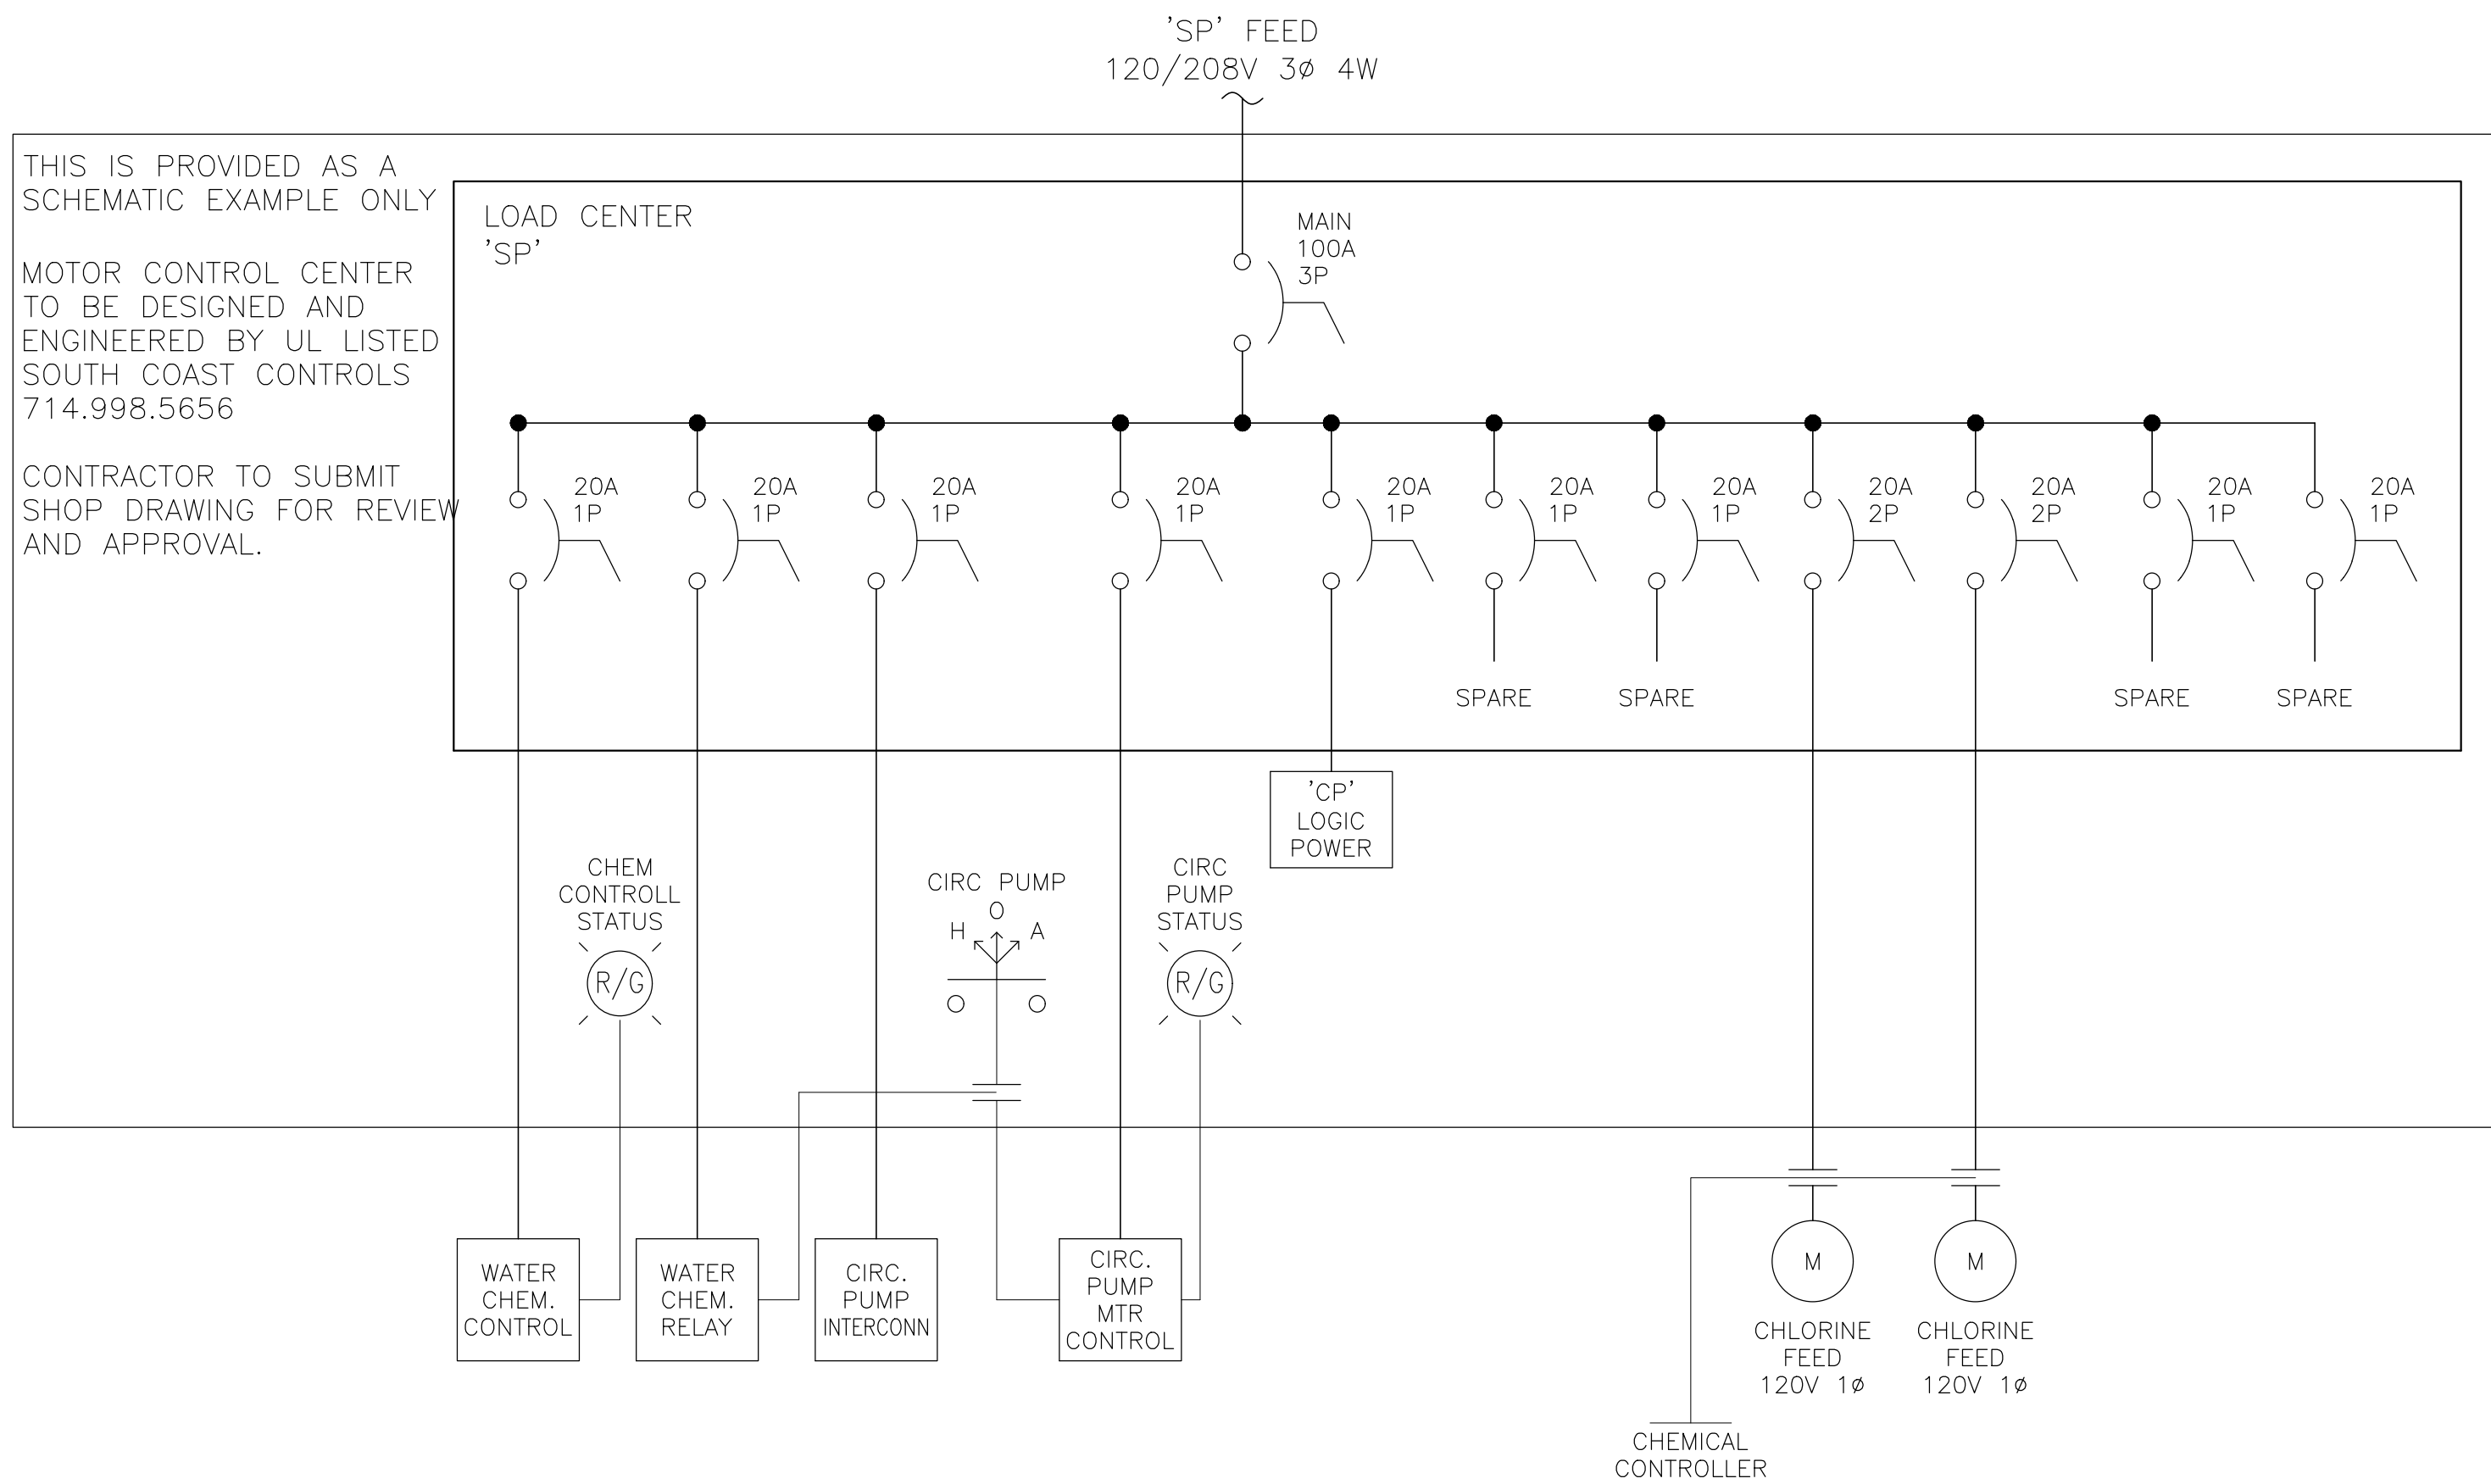 'SP' FEED
120/208V 3ø 4W
THIS IS PROVIDED AS A
SCHEMATIC EXAMPLE ONLY
MOTOR CONTROL CENTER
TO BE DESIGNED AND
ENGINEERED BY UL LISTED
SOUTH COAST CONTROLS
714.998.5656
CONTRACTOR TO SUBMIT
SHOP DRAWING FOR REVIEW
AND APPROVAL.
LOAD CENTER
'SP'
MAIN
100A
3P
20A
1P
20A
1P
20A
1P
20A
1P
20A
1P
20A
1P
20A
1P
20A
2P
20A
2P
20A
1P
20A
1P
SPARE
SPARE
SPARE
SPARE
'CP'
LOGIC
POWER
CHEM
CONTROLL
STATUS
R/G
CIRC PUMP
O
H A
CIRC
PUMP
STATUS
R/G
WATER
CHEM.
CONTROL
WATER
CHEM.
RELAY
CIRC.
PUMP
INTERCONN
CIRC.
PUMP
MTR
CONTROL
M
CHLORINE
FEED
120V 1ø
M
CHLORINE
FEED
120V 1ø
CHEMICAL
CONTROLLER